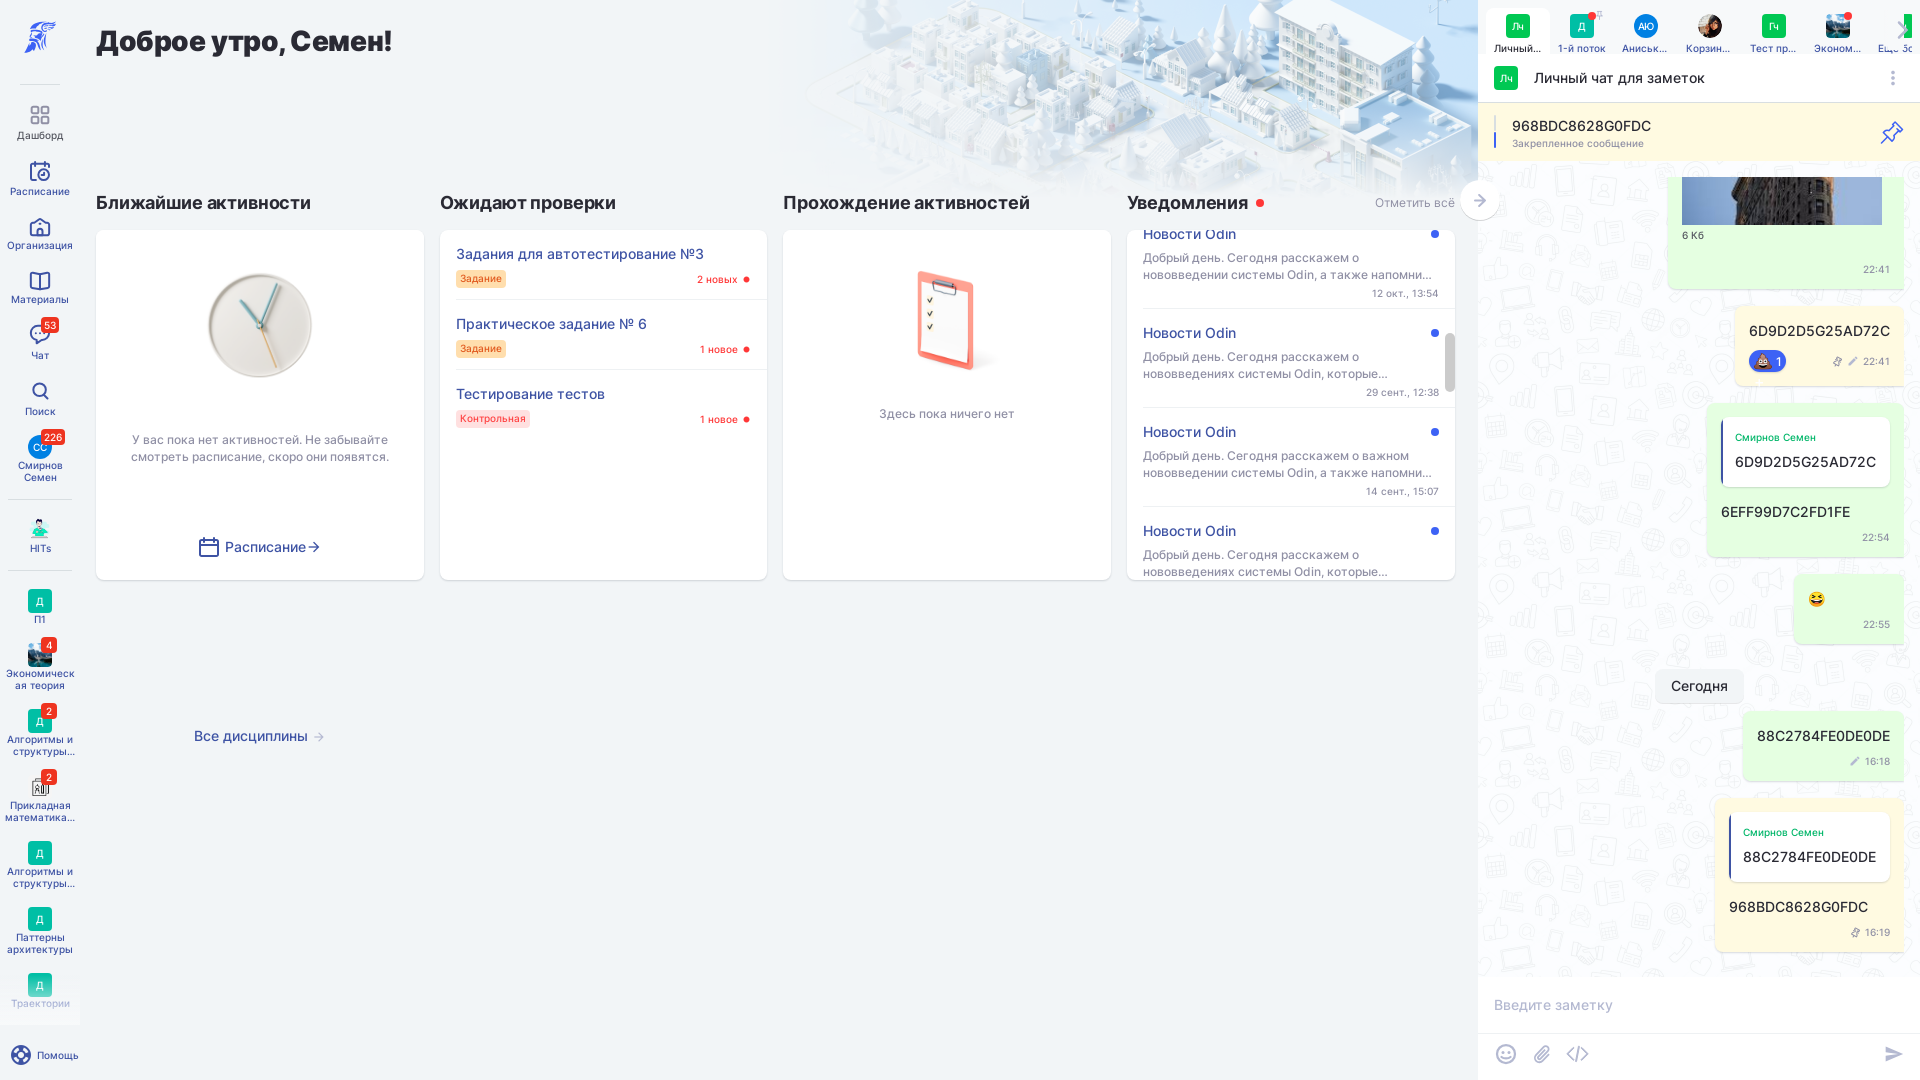 Доброе утро, Семен!
Дашборд
Расписание
Организация
Материалы
53
Чат
Поиск
226
СС
Смирнов
Семен
HITs
Д
П1
4
Экономическ
ая теория
2
Д
Алгоритмы и
структуры...
2
Прикладная
математика...
Д
Алгоритмы и
структуры...
Д
Паттерны
архитектуры
Д
Траектории
Помощь
Ближайшие активности
У вас пока нет активностей. Не забывайте
смотреть расписание, скоро они появятся.
Расписание
Все дисциплины
Ожидают проверки
Задания для автотестирование №3
Задание
2 новых
Практическое задание № 6
Задание
1 новое
Тестирование тестов
Контрольная
1 новое
Прохождение активностей
Здесь пока ничего нет
Уведомления
Отметить всё
Новости Odin
Добрый день. Сегодня расскажем о
нововведении системы Odin, а также напомни...
12 окт., 13:54
Новости Odin
Добрый день. Сегодня расскажем о
нововведениях системы Odin, которые...
29 сент., 12:38
Новости Odin
Добрый день. Сегодня расскажем о важном
нововведении системы Odin, а также напомни...
14 сент., 15:07
Новости Odin
Добрый день. Сегодня расскажем о
нововведениях системы Odin, которые...
Лч
Личный...
Д
1-й поток
АЮ
Аниськ...
Корзин...
Гч
Тест пр...
Эконом...
Лч
Личный чат для заметок
968BDC8628G0FDC
Закрепленное сообщение
6 Кб
22:41
6D9D2D5G25AD72C
1
22:41
Смирнов Семен
6D9D2D5G25AD72C
6EFF99D7C2FD1FE
22:54
22:55
Сегодня
88C2784FE0DE0DE
16:18
Смирнов Семен
88C2784FE0DE0DE
968BDC8628G0FDC
16:19
Введите заметку